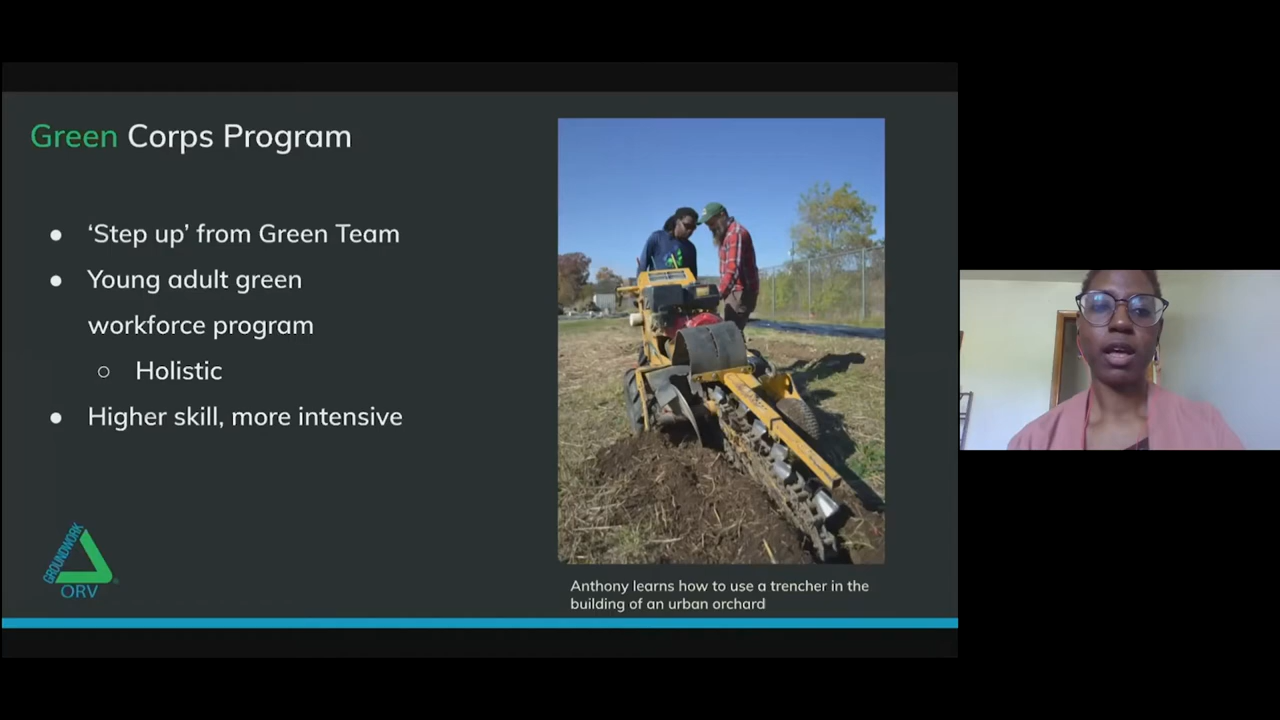 Green Corps Program
● ‘Step up’ from Green Team
● Young adult green
workforce program
○ Holistic
● Higher skill, more intensive
GROUNDWORK
ORV
Anthony learns how to use a trencher in the
building of an urban orchard